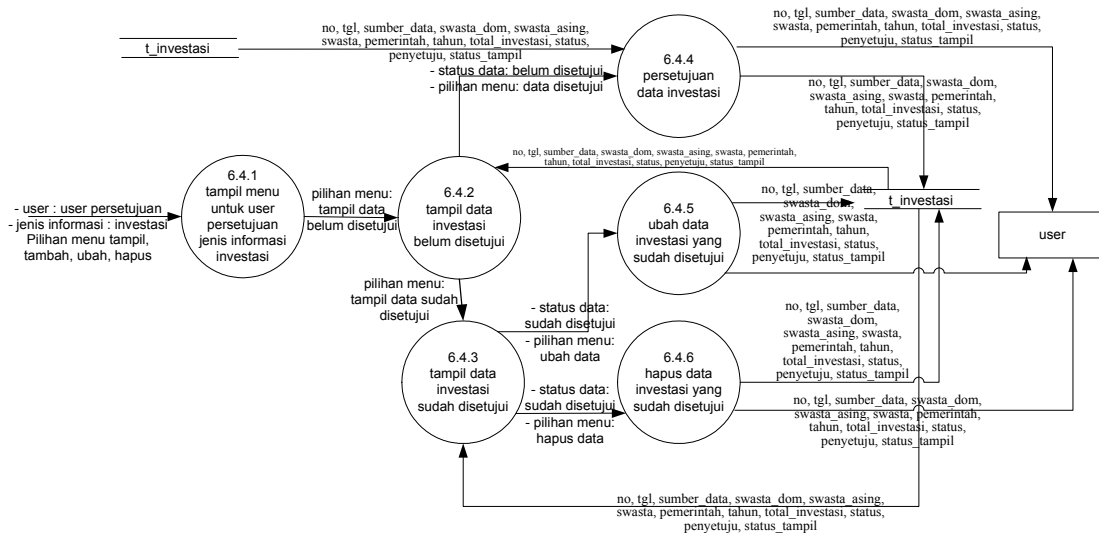 no, tgl, sumber_data, swasta_dom, swasta_asing,
swasta, pemerintah, tahun, total_investasi, status,
penyetuju, status_tampil
t_investasi
- status data: belum disetujui
- pilihan menu: data disetujui
6.4.4
persetujuan
data investasi
no, tgl, sumber_data, swasta_dom, swasta_asing,
swasta, pemerintah, tahun, total_investasi, status,
penyetuju, status_tampil
no, tgl, sumber_data, swasta_dom,
swasta_asing, swasta, pemerintah,
tahun, total_investasi, status,
penyetuju, status_tampil
no, tgl, sumber_data, swasta_dom, swasta_asing, swasta, pemerintah,
tahun, total_investasi, status, penyetuju, status_tampil
- user : user persetujuan
- jenis informasi : investasi
Pilihan menu tampil,
tambah, ubah, hapus
6.4.1
tampil menu
untuk user
persetujuan
jenis informasi
investasi
pilihan menu:
tampil data
belum disetujui
6.4.2
tampil data
investasi
belum disetujui
6.4.5
ubah data
investasi yang
sudah disetujui
no, tgl, sumber_data,
swasta_dom,
swasta_asing, swasta,
pemerintah, tahun,
total_investasi, status,
penyetuju, status_tampil
t_investasi
user
pilihan menu:
tampil data sudah
disetujui
- status data:
sudah disetujui
- pilihan menu:
ubah data
6.4.3
tampil data
investasi
sudah disetujui
- status data:
sudah disetujui
- pilihan menu:
hapus data
6.4.6
hapus data
investasi yang
sudah disetujui
no, tgl, sumber_data,
swasta_dom,
swasta_asing, swasta,
pemerintah, tahun,
total_investasi, status,
penyetuju, status_tampil
no, tgl, sumber_data, swasta_dom,
swasta_asing, swasta, pemerintah,
tahun, total_investasi, status,
penyetuju, status_tampil
no, tgl, sumber_data, swasta_dom, swasta_asing,
swasta, pemerintah, tahun, total_investasi, status,
penyetuju, status_tampil